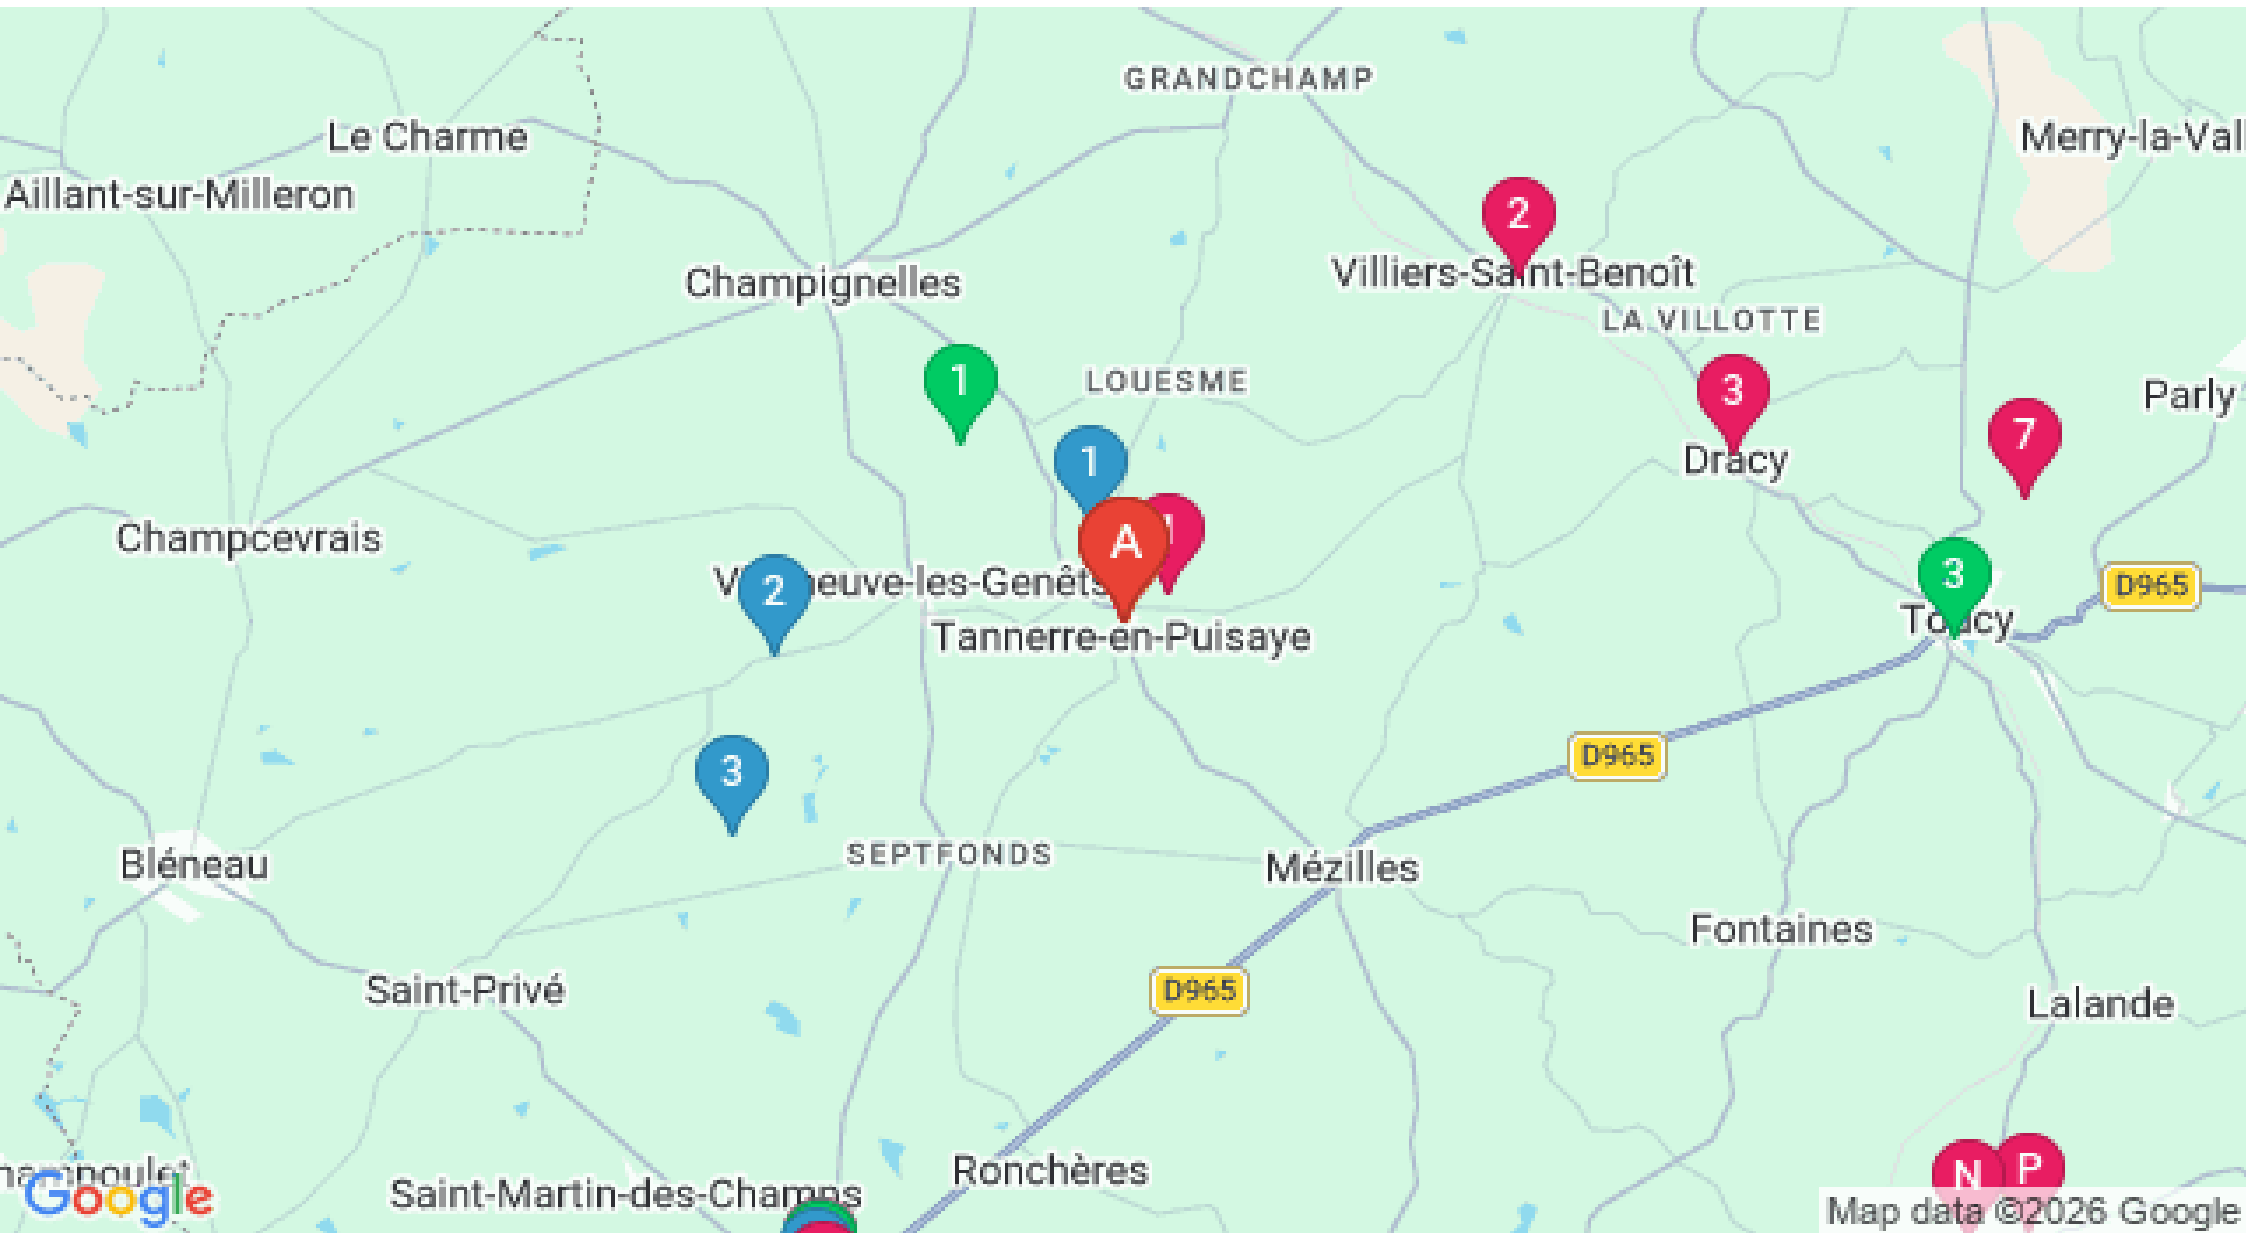 GRANDCHAMP
Le Charme
Merry-la-Val
Aillant-sur-Milleron
2
Villiers-Saint-Benoît
Champignelles
LA VILLOTTE
1
LOUESME
3
Parly
7
1
Dracy
Champcevrais
A
1
3
D965
2
Tannerre-en-Puisaye
Toucy
D965
3
SEPTFONDS
Bléneau
Mézilles
Fontaines
Saint-Privé
D965
Lalande
N
P
Ronchères
Saint-Martin-des-Champs
Google
Map data ©2026 Google